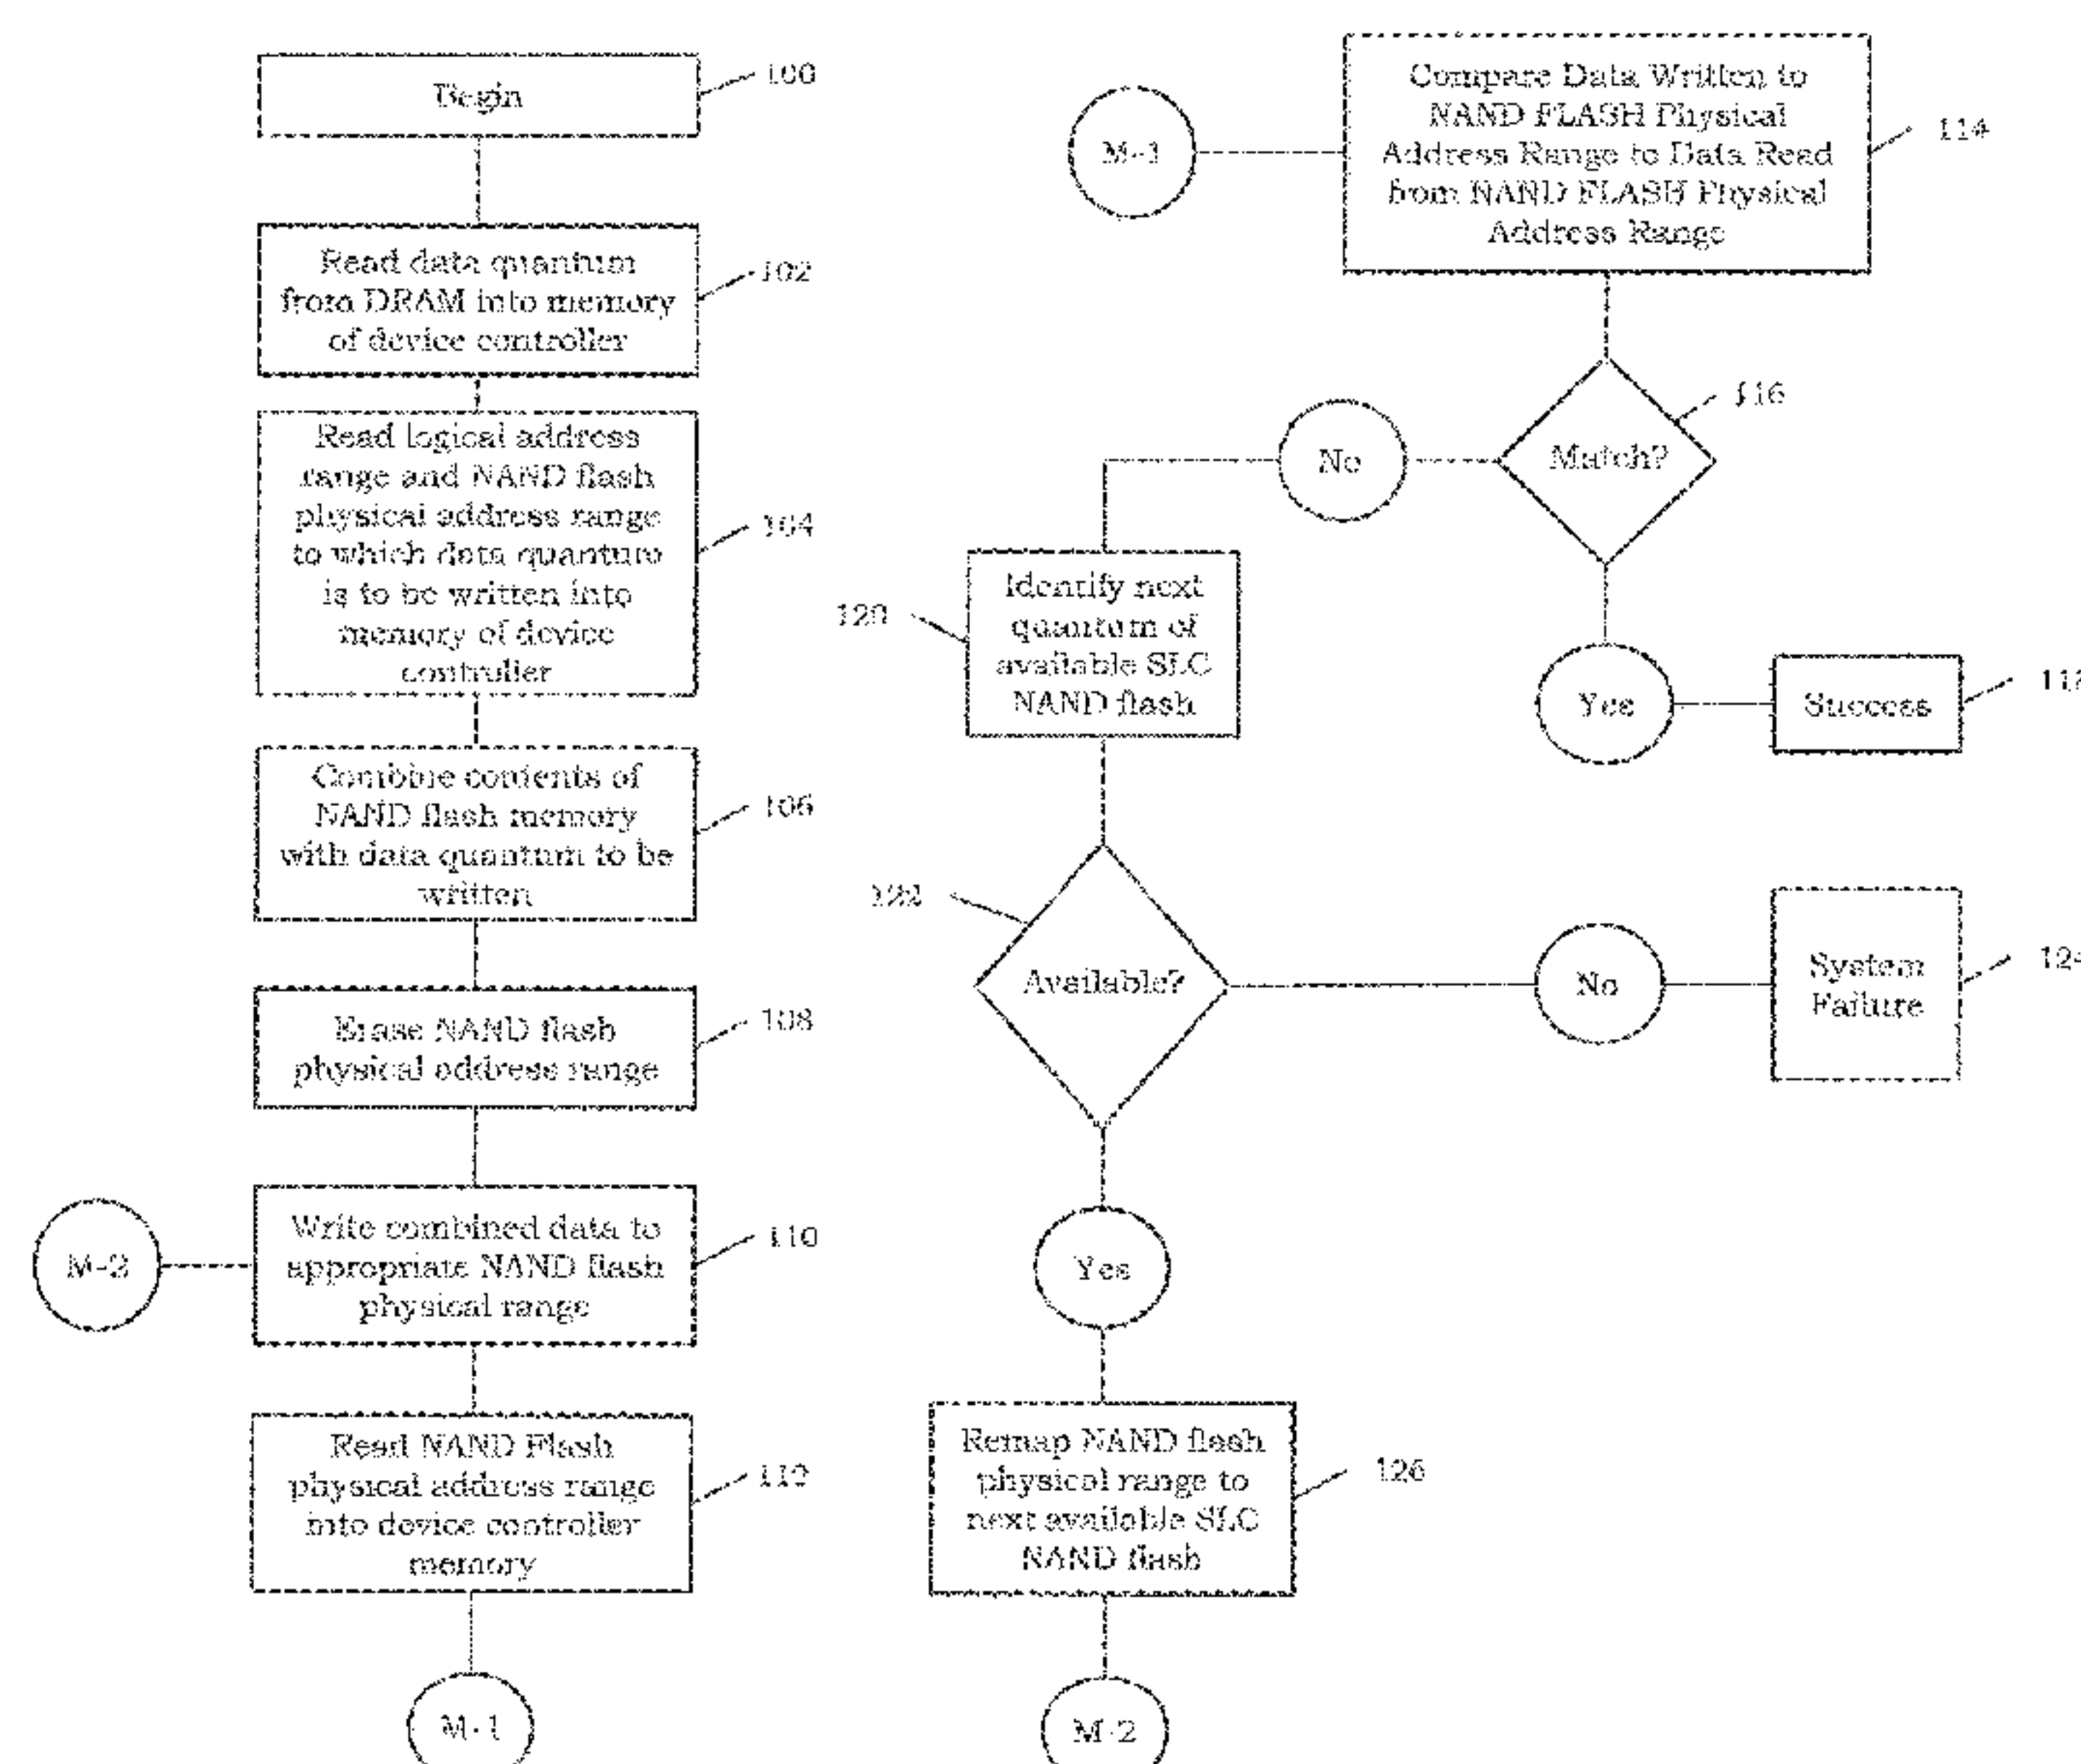 Begin
100
Read data quantum
from DRAM into memory
of device controller
102
Read logical address
range and NAND flash
physical address range
to which data quantum
is to be written into
memory of device
controller
104
Combine contents of
NAND flash memory
with data quantum to be
written
106
Erase NAND flash
physical address range
108
M-2
Write combined data to
appropriate NAND flash
physical range
110
Read NAND Flash
physical address range
into device controller
memory
112
M-1
M-1
Compare Data Written to
NAND FLASH Physical
Address Range to Data Read
from NAND FLASH Physical
Address Range
114
Match?
116
No
Yes
Success
Identify next
quantum of
available SLC
NAND flash
120
Available?
122
No
System
Failure
Yes
Remap NAND flash
physical range to
next available SLC
NAND flash
126
M-2